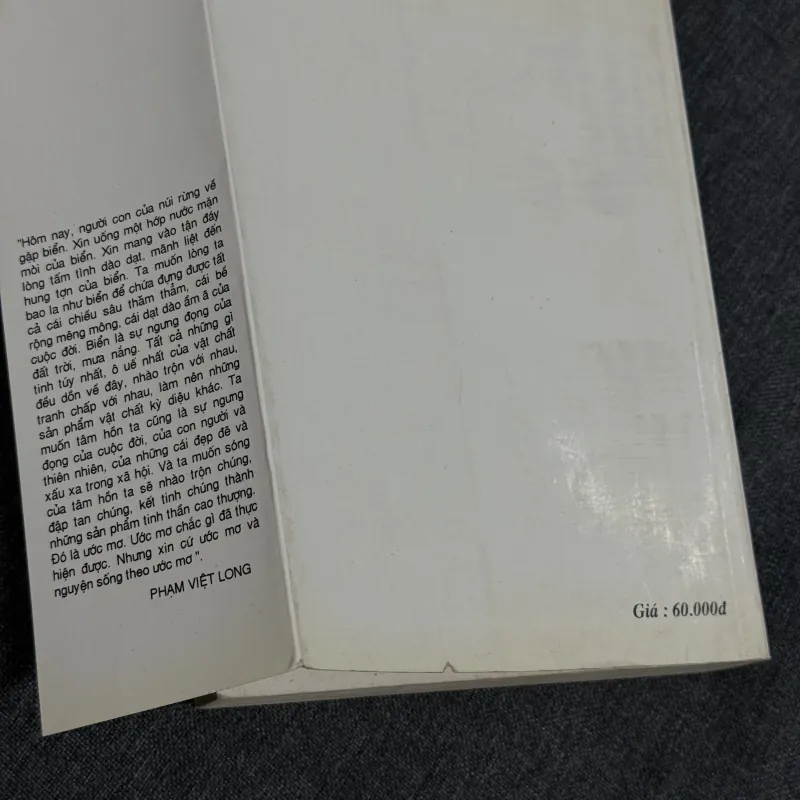 "Hôm nay, người con của núi rừng về
gặp biển. Xin uống một hớp nước mặn
mòi của biển. Xin mang vào tận đáy
lòng tấm tình dào dạt, mãnh liệt đến
hung tợn của biển. Ta muốn lòng ta
bao la như biển để chứa đựng được tất
cả cái chiều sâu thăm thẳm, cái bề
rộng mênh mông, cái dạt dào ầm ã của
cuộc đời. Biển là sự ngưng đọng của
đất trời, mưa nắng. Tất cả những gì
tinh túy nhất, ô uế nhất của vật chất
đều dồn về đây, nhào trộn với nhau,
tranh chấp với nhau, làm nên những
sản phẩm vật chất kỳ diệu khác. Ta
muốn tâm hồn ta cũng là sự ngưng
đọng của cuộc đời, của con người và
thiên nhiên, của những cái đẹp đẽ và
xấu xa trong xã hội. Và ta muốn sóng
của tâm hồn ta sẽ nhào trộn chúng,
đập tan chúng, kết tinh chúng thành
những sản phẩm tinh thần cao thượng.
Đó là ước mơ. Ước mơ chắc gì đã thực
hiện được. Nhưng xin cứ ước mơ và
nguyện sống theo ước mơ ".
PHẠM VIỆT LONG
Giá : 60.000đ